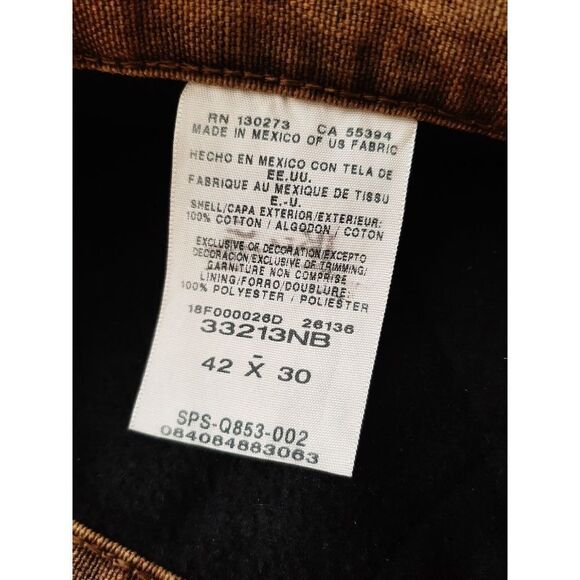 RN 130273 CA 55394
MADE IN MEXICO OF US FABRIC
HECHO EN MEXICO CON TELA DE
EE.UU.
FABRIQUE AU MEXIQUE DE TISSU
E.-U.
SHELL/CAPA EXTERIOR/EXTERIEUR:
100% COTTON / ALGODON / COTON
EXCLUSIVE OF DECORATION/EXCEPTO
DECORACION/EXCLUSIVE OF TRIMMING/
GARNITURE NON COMPRISE
LINING/FORRO/DOUBLURE:
100% POLYESTER / POLIESTER
18F000026D 26136
33213NB
42 X 30
SPS-Q853-002
084084883063